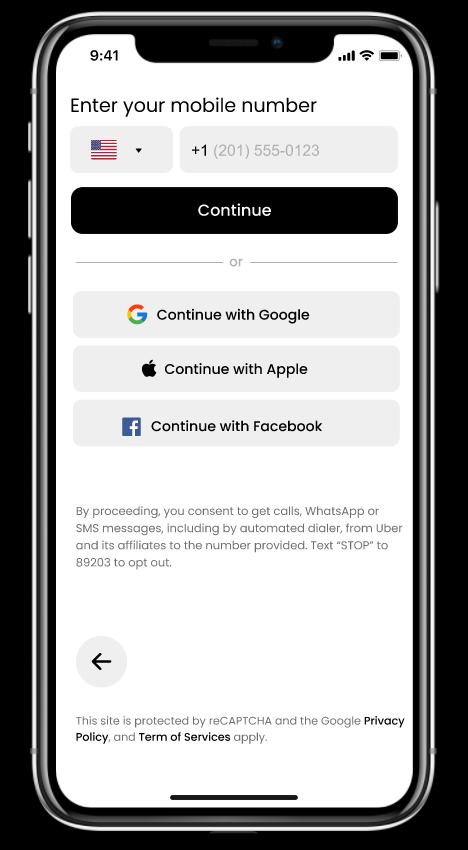 9:41
Enter your mobile number
+1 (201) 555-0123
Continue
or
Continue with Google
Continue with Apple
Continue with Facebook
By proceeding, you consent to get calls, WhatsApp or
SMS messages, including by automated dialer, from Uber
and its affiliates to the number provided. Text “STOP” to
89203 to opt out.
This site is protected by reCAPTCHA and the Google Privacy
Policy, and Term of Services apply.